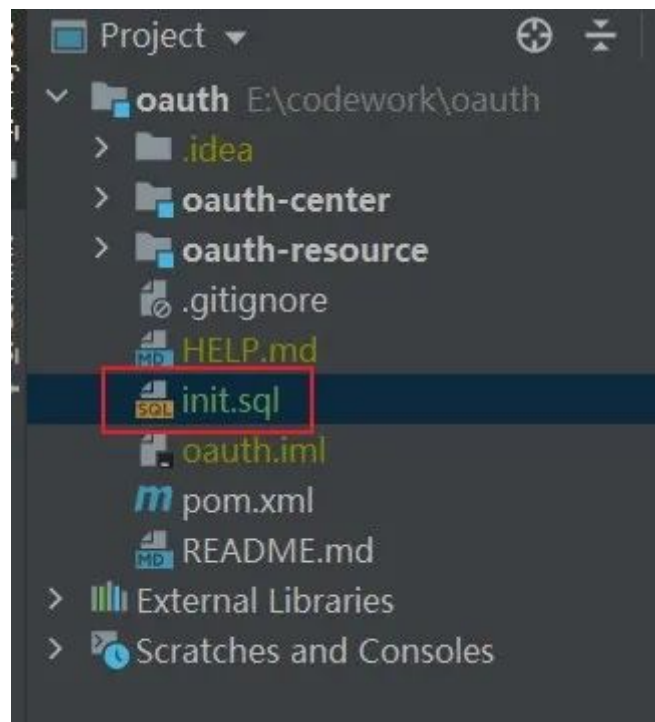 Project
oauth E:\codework\oauth
.idea
oauth-center
oauth-resource
.gitignore
HELP.md
init.sql
oauth.iml
pom.xml
README.md
External Libraries
Scratches and Consoles